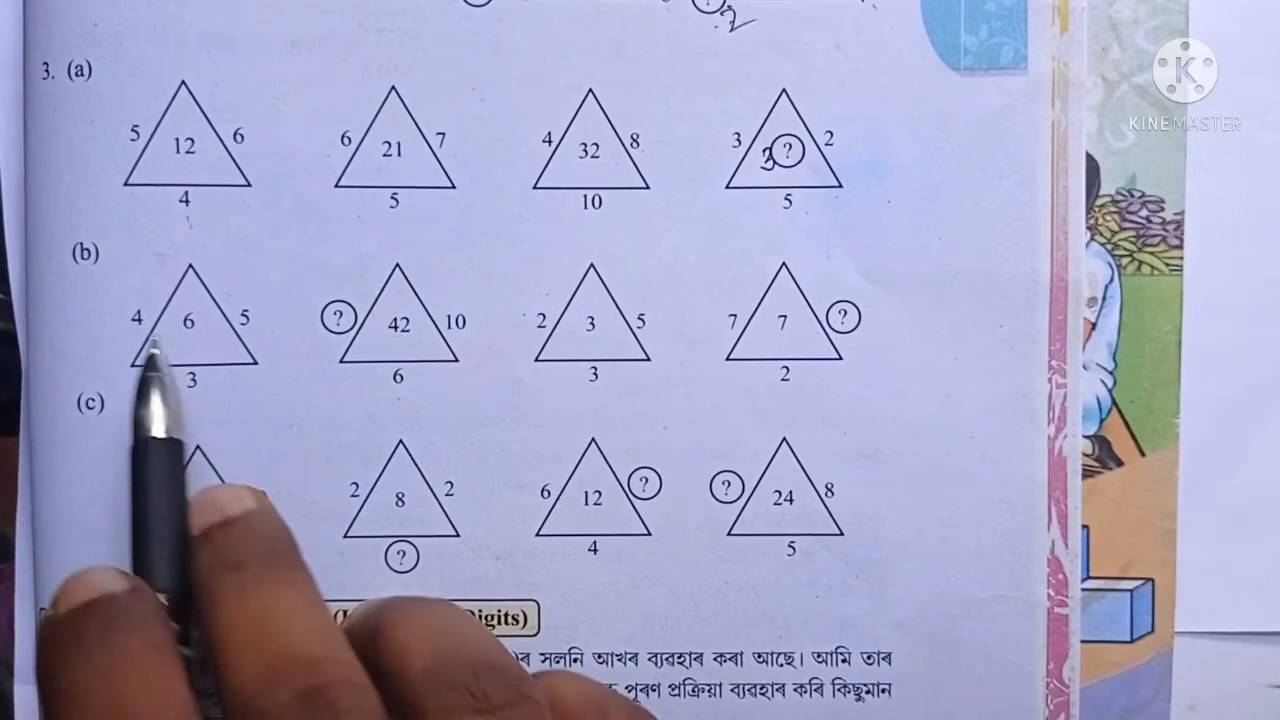 2
3. (a)
5 12 6 6 21 7 4 32 8 3 3 ? 2
4 5 10 5
(b)
4 6 5 ? 42 10 2 3 5 7 7 ?
3 6 3 2
(c)
2 8 2 6 12 ? ? 24 8
? 4 5
igits)
সলনি আখৰ ব্যৱহাৰ কৰা আছে। আমি তাৰ
পূৰণ প্ৰক্ৰিয়া ব্যৱহাৰ কৰি কিছুমান
K
KINEMASTER